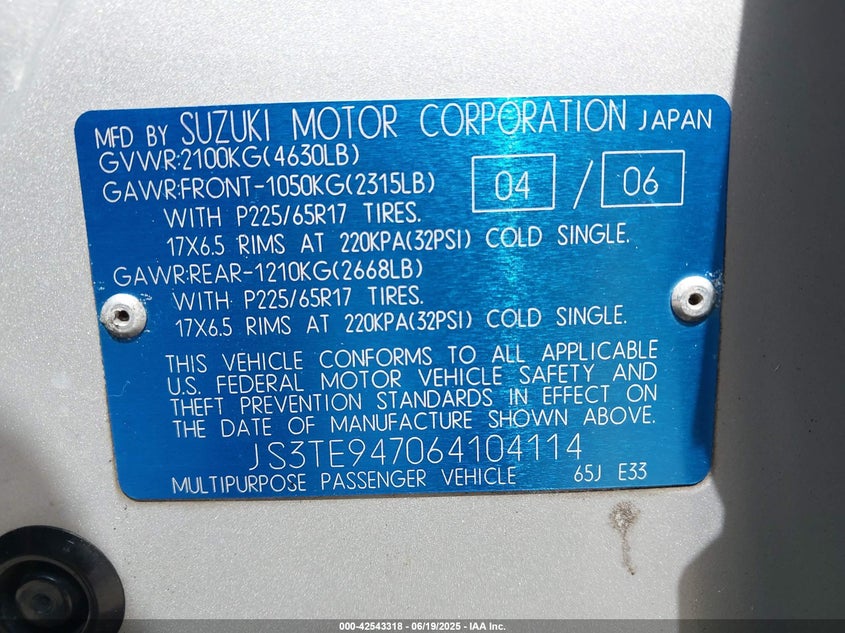 MFD BY SUZUKI MOTOR CORPORATION JAPAN
GVWR:2100KG(4630LB)
GAWR:FRONT-1050KG(2315LB) 04 / 06
WITH P225/65R17 TIRES.
17X6.5 RIMS AT 220KPA(32PSI) COLD SINGLE.
GAWR:REAR-1210KG(2668LB)
WITH P225/65R17 TIRES.
17X6.5 RIMS AT 220KPA(32PSI) COLD SINGLE.
THIS VEHICLE CONFORMS TO ALL APPLICABLE
U.S. FEDERAL MOTOR VEHICLE SAFETY AND
THEFT PREVENTION STANDARDS IN EFFECT ON
THE DATE OF MANUFACTURE SHOWN ABOVE.
JS3TE947064104114
MULTIPURPOSE PASSENGER VEHICLE 65J E33
000-42543318 - 06/19/2025 - IAA Inc.